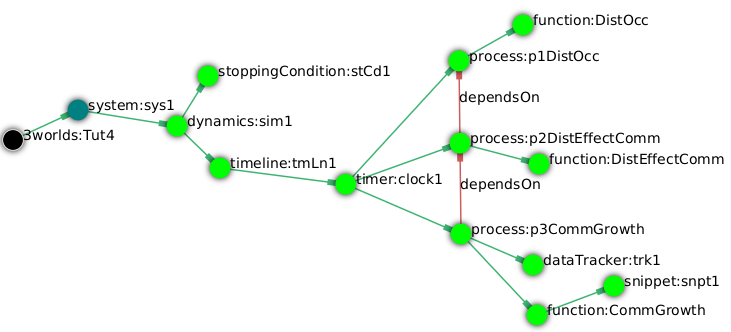 function:DistOcc
process:p1DistOcc
stoppingCondition:stCd1
dependsOn
system:sys1
dynamics:sim1
3worlds:Tut4
process:p2DistEffectComm
function:DistEffectComm
timeline:tmLn1
timer:clock1
dependsOn
process:p3CommGrowth
dataTracker:trk1
snippet:snpt1
function:CommGrowth